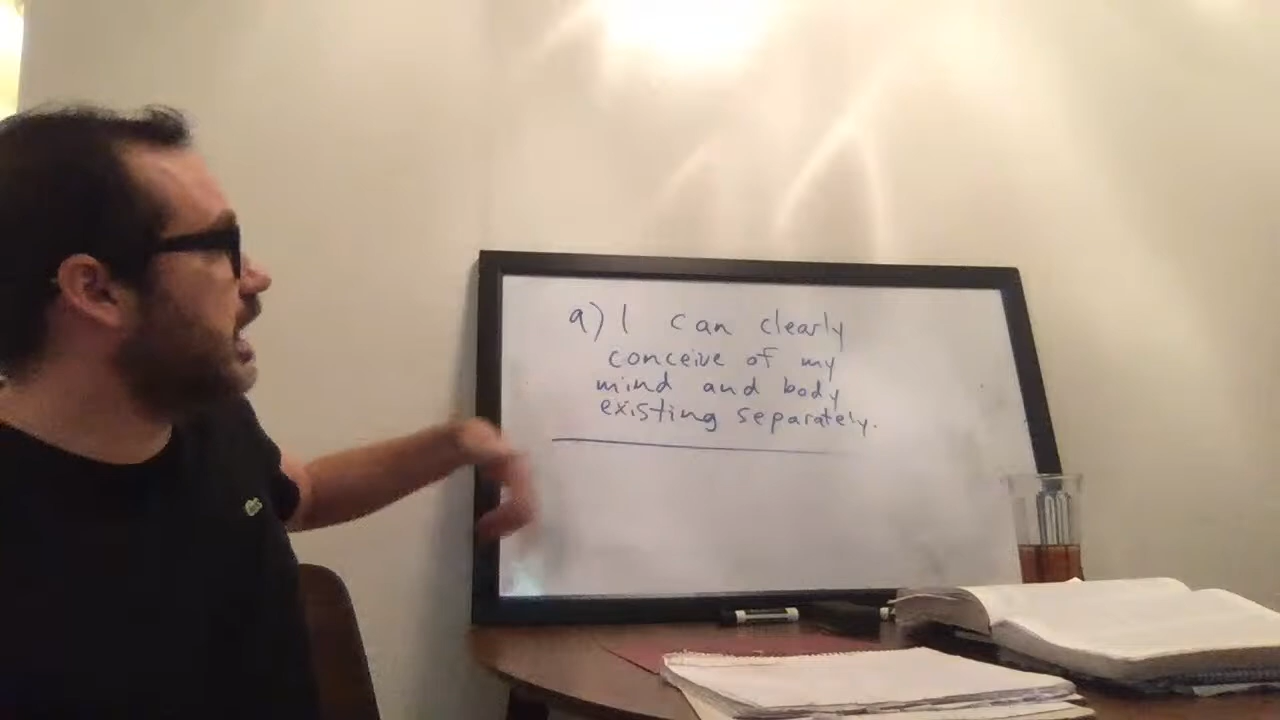 a) I can clearly
conceive of my
mind and body
existing separately.